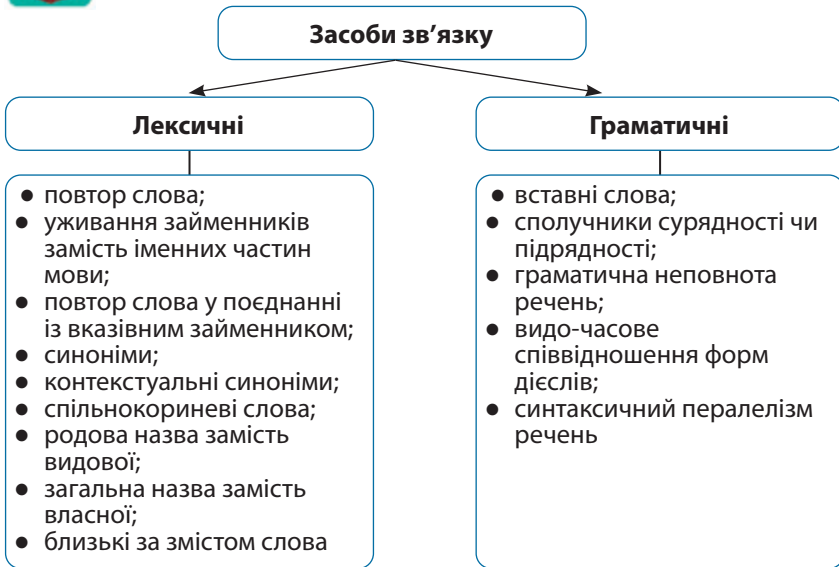 Засоби зв’язку
Лексичні
● повтор слова;
● уживання займенників
замість іменних частин
мови;
● повтор слова у поєднанні
із вказівним займенником;
● синоніми;
● контекстуальні синоніми;
● спільнокореневі слова;
● родова назва замість
видової;
● загальна назва замість
власної;
● близькі за змістом слова
Граматичні
● вставні слова;
● сполучники сурядності чи
підрядності;
● граматична неповнота
речень;
● видо-часове
співвідношення форм
дієслів;
● синтаксичний пералелізм
речень